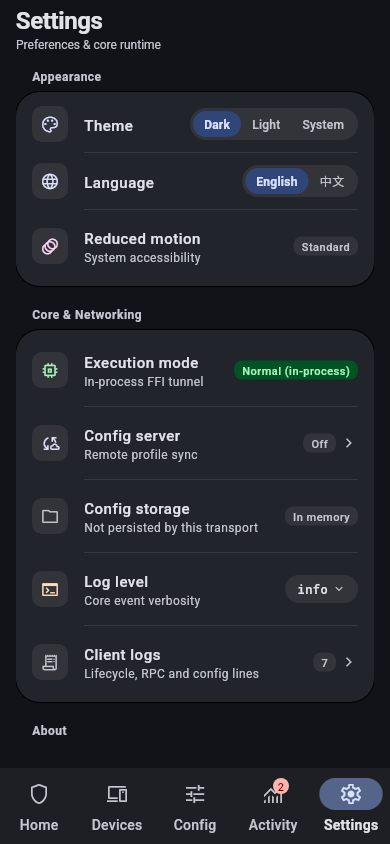 Settings
Preferences & core runtime
Appearance
Theme
Dark Light System
Language
English 中文
Reduced motion
System accessibility
Standard
Core & Networking
Execution mode
In-process FFI tunnel
Normal (in-process)
Config server
Remote profile sync
Off
Config storage
Not persisted by this transport
In memory
Log level
Core event verbosity
info
Client logs
Lifecycle, RPC and config lines
7
About
2
Home Devices Config Activity Settings